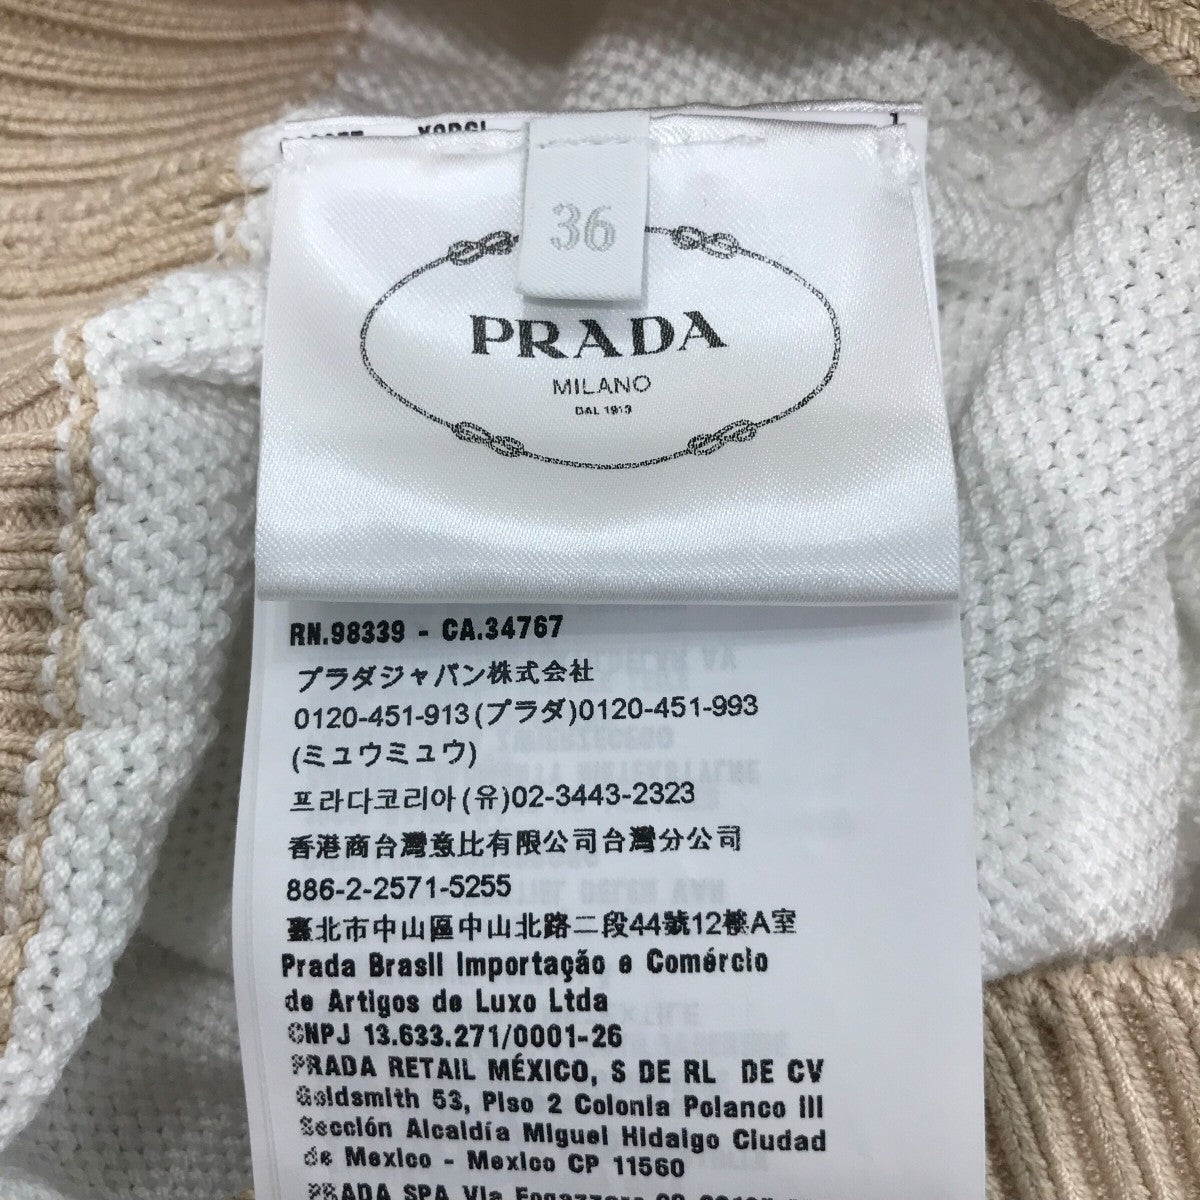 36
PRADA
MILANO
DAL 1913
RN.98339 - CA.34767
プラダジャパン株式会社
0120-451-913(プラダ)0120-451-993
(ミュウミュウ)
프라다코리아(유)02-3443-2323
香港商台灣意比有限公司台灣分公司
886-2-2571-5255
臺北市中山區中山北路二段44號12樓A室
Prada Brasil Importação e Comércio
de Artigos de Luxo Ltda
CNPJ 13.633.271/0001-26
PRADA RETAIL MÉXICO, S DE RL DE CV
Goldsmith 53, Piso 2 Colonia Polanco III
Sección Alcaldía Miguel Hidalgo Ciudad
de Mexico - Mexico CP 11560
PRADA SPA Via Fogazzaro